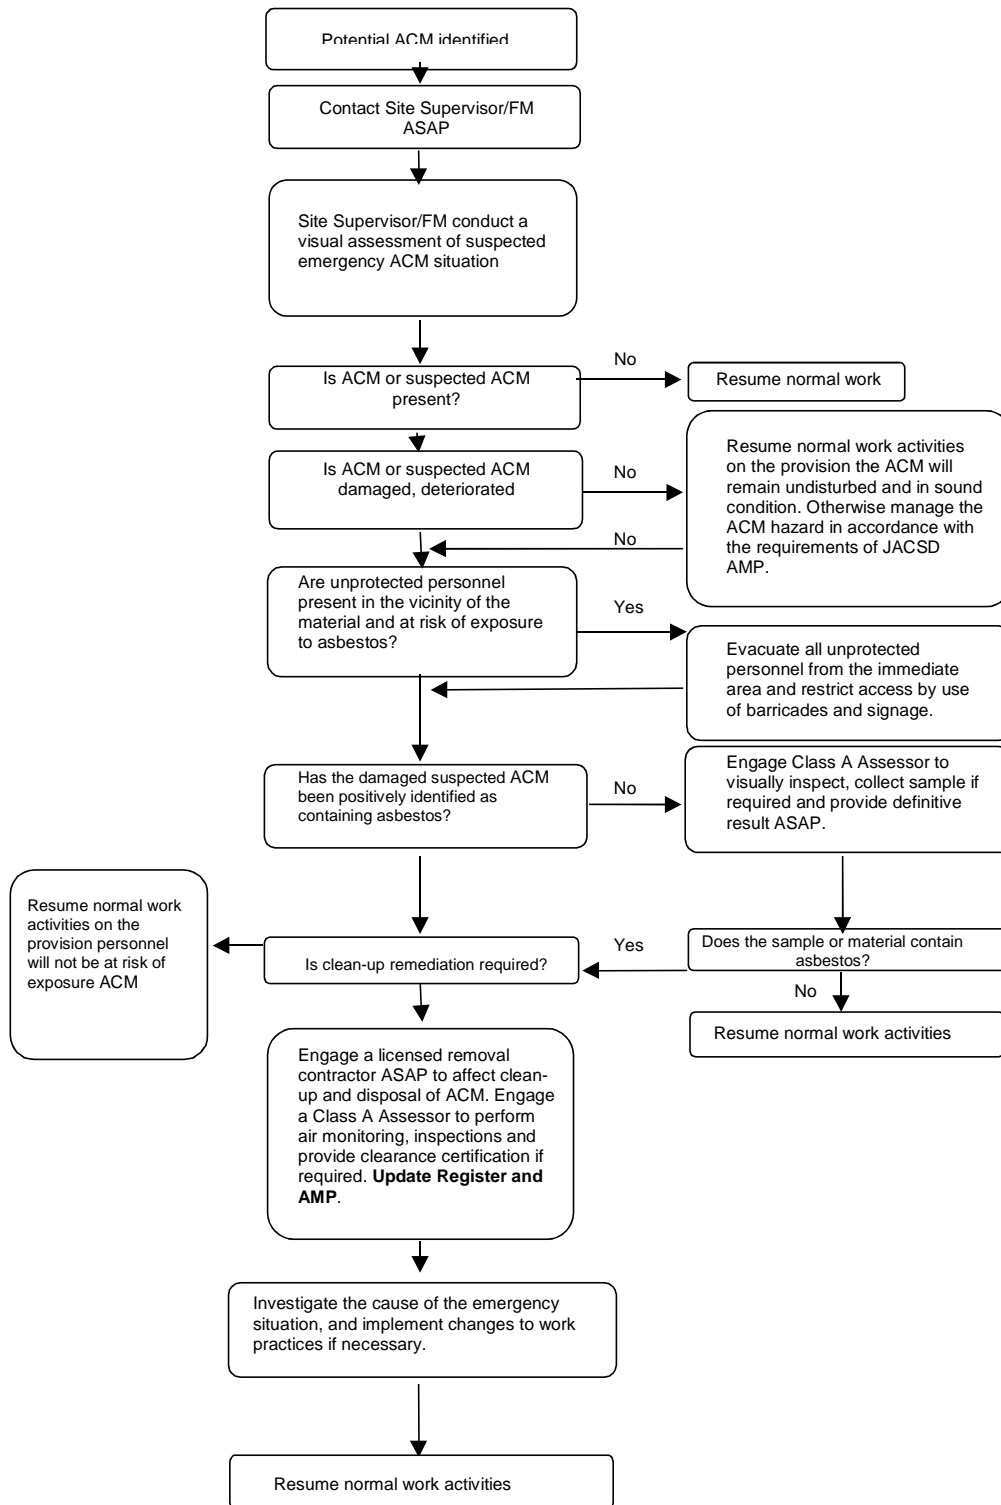 Potential ACM identified
Contact Site Supervisor/FM
ASAP
Site Supervisor/FM conduct a
visual assessment of suspected
emergency ACM situation
Is ACM or suspected ACM
present?
No
Resume normal work
Is ACM or suspected ACM
damaged, deteriorated
No
Resume normal work activities
on the provision the ACM will
remain undisturbed and in sound
condition. Otherwise manage the
ACM hazard in accordance with
the requirements of JACSD
AMP.
No
Are unprotected personnel
present in the vicinity of the
material and at risk of exposure
to asbestos?
Yes
Evacuate all unprotected
personnel from the immediate
area and restrict access by use
of barricades and signage.
Has the damaged suspected ACM
been positively identified as
containing asbestos?
No
Engage Class A Assessor to
visually inspect, collect sample if
required and provide definitive
result ASAP.
Resume normal work
activities on the
provision personnel
will not be at risk of
exposure ACM
Is clean-up remediation required?
Yes
Does the sample or material contain
asbestos?
No
Resume normal work activities
Engage a licensed removal
contractor ASAP to affect clean-
up and disposal of ACM. Engage
a Class A Assessor to perform
air monitoring, inspections and
provide clearance certification if
required. Update Register and
AMP.
Investigate the cause of the emergency
situation, and implement changes to work
practices if necessary.
Resume normal work activities